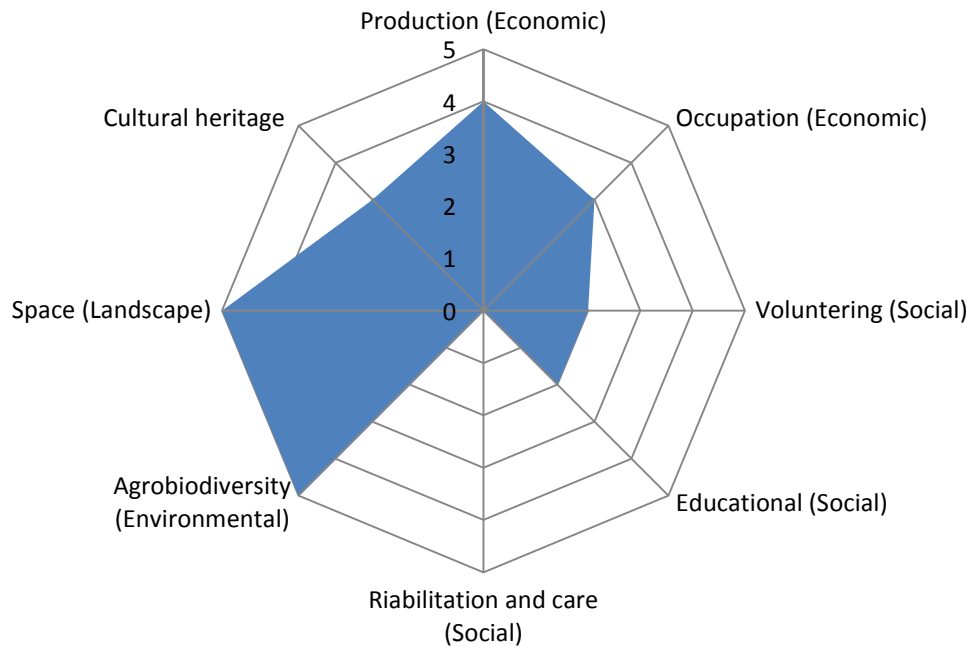 Production (Economic)
5
4
3
2
1
0
Occupation (Economic)
Voluntering (Social)
Educational (Social)
Riabilitation and care
(Social)
Agrobiodiversity
(Environmental)
Space (Landscape)
Cultural heritage